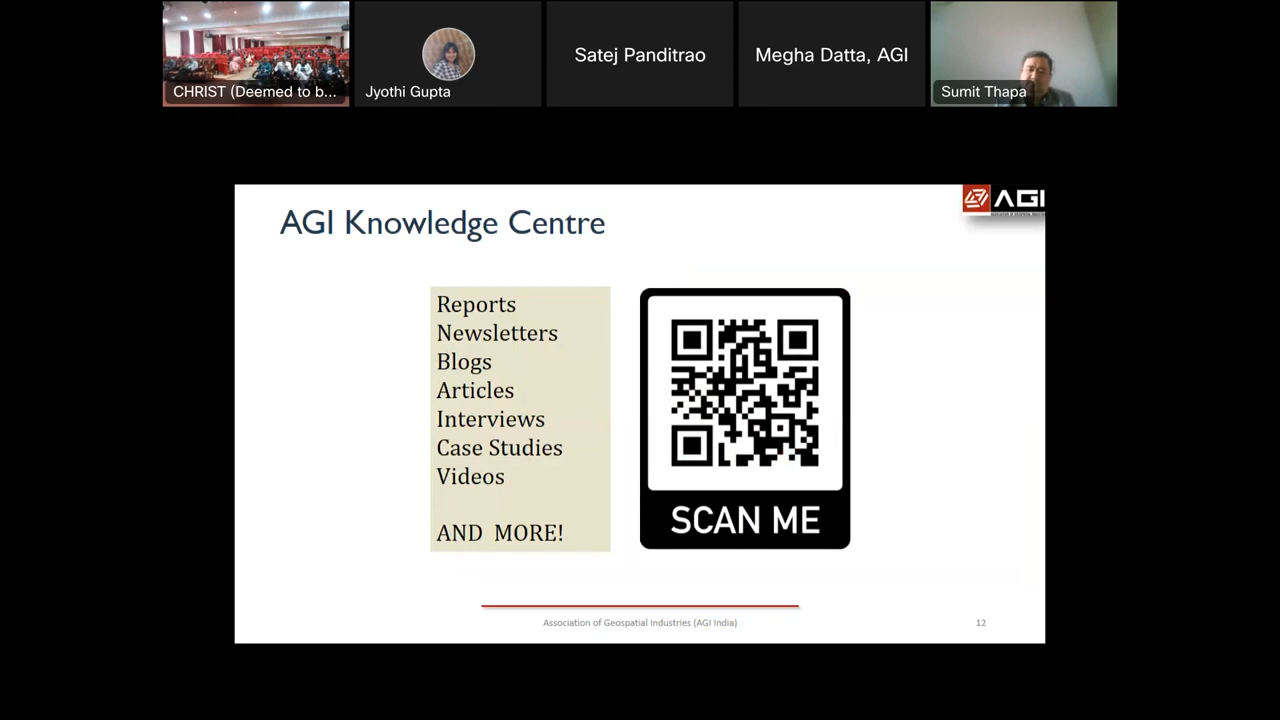 CHRIST (Deemed to b...
Jyothi Gupta
Satej Panditrao
Megha Datta, AGI
Sumit Thapa
AGI Knowledge Centre
AGI
Reports
Newsletters
Blogs
Articles
Interviews
Case Studies
Videos
AND MORE!
SCAN ME
Association of Geospatial Industries (AGI India)
12